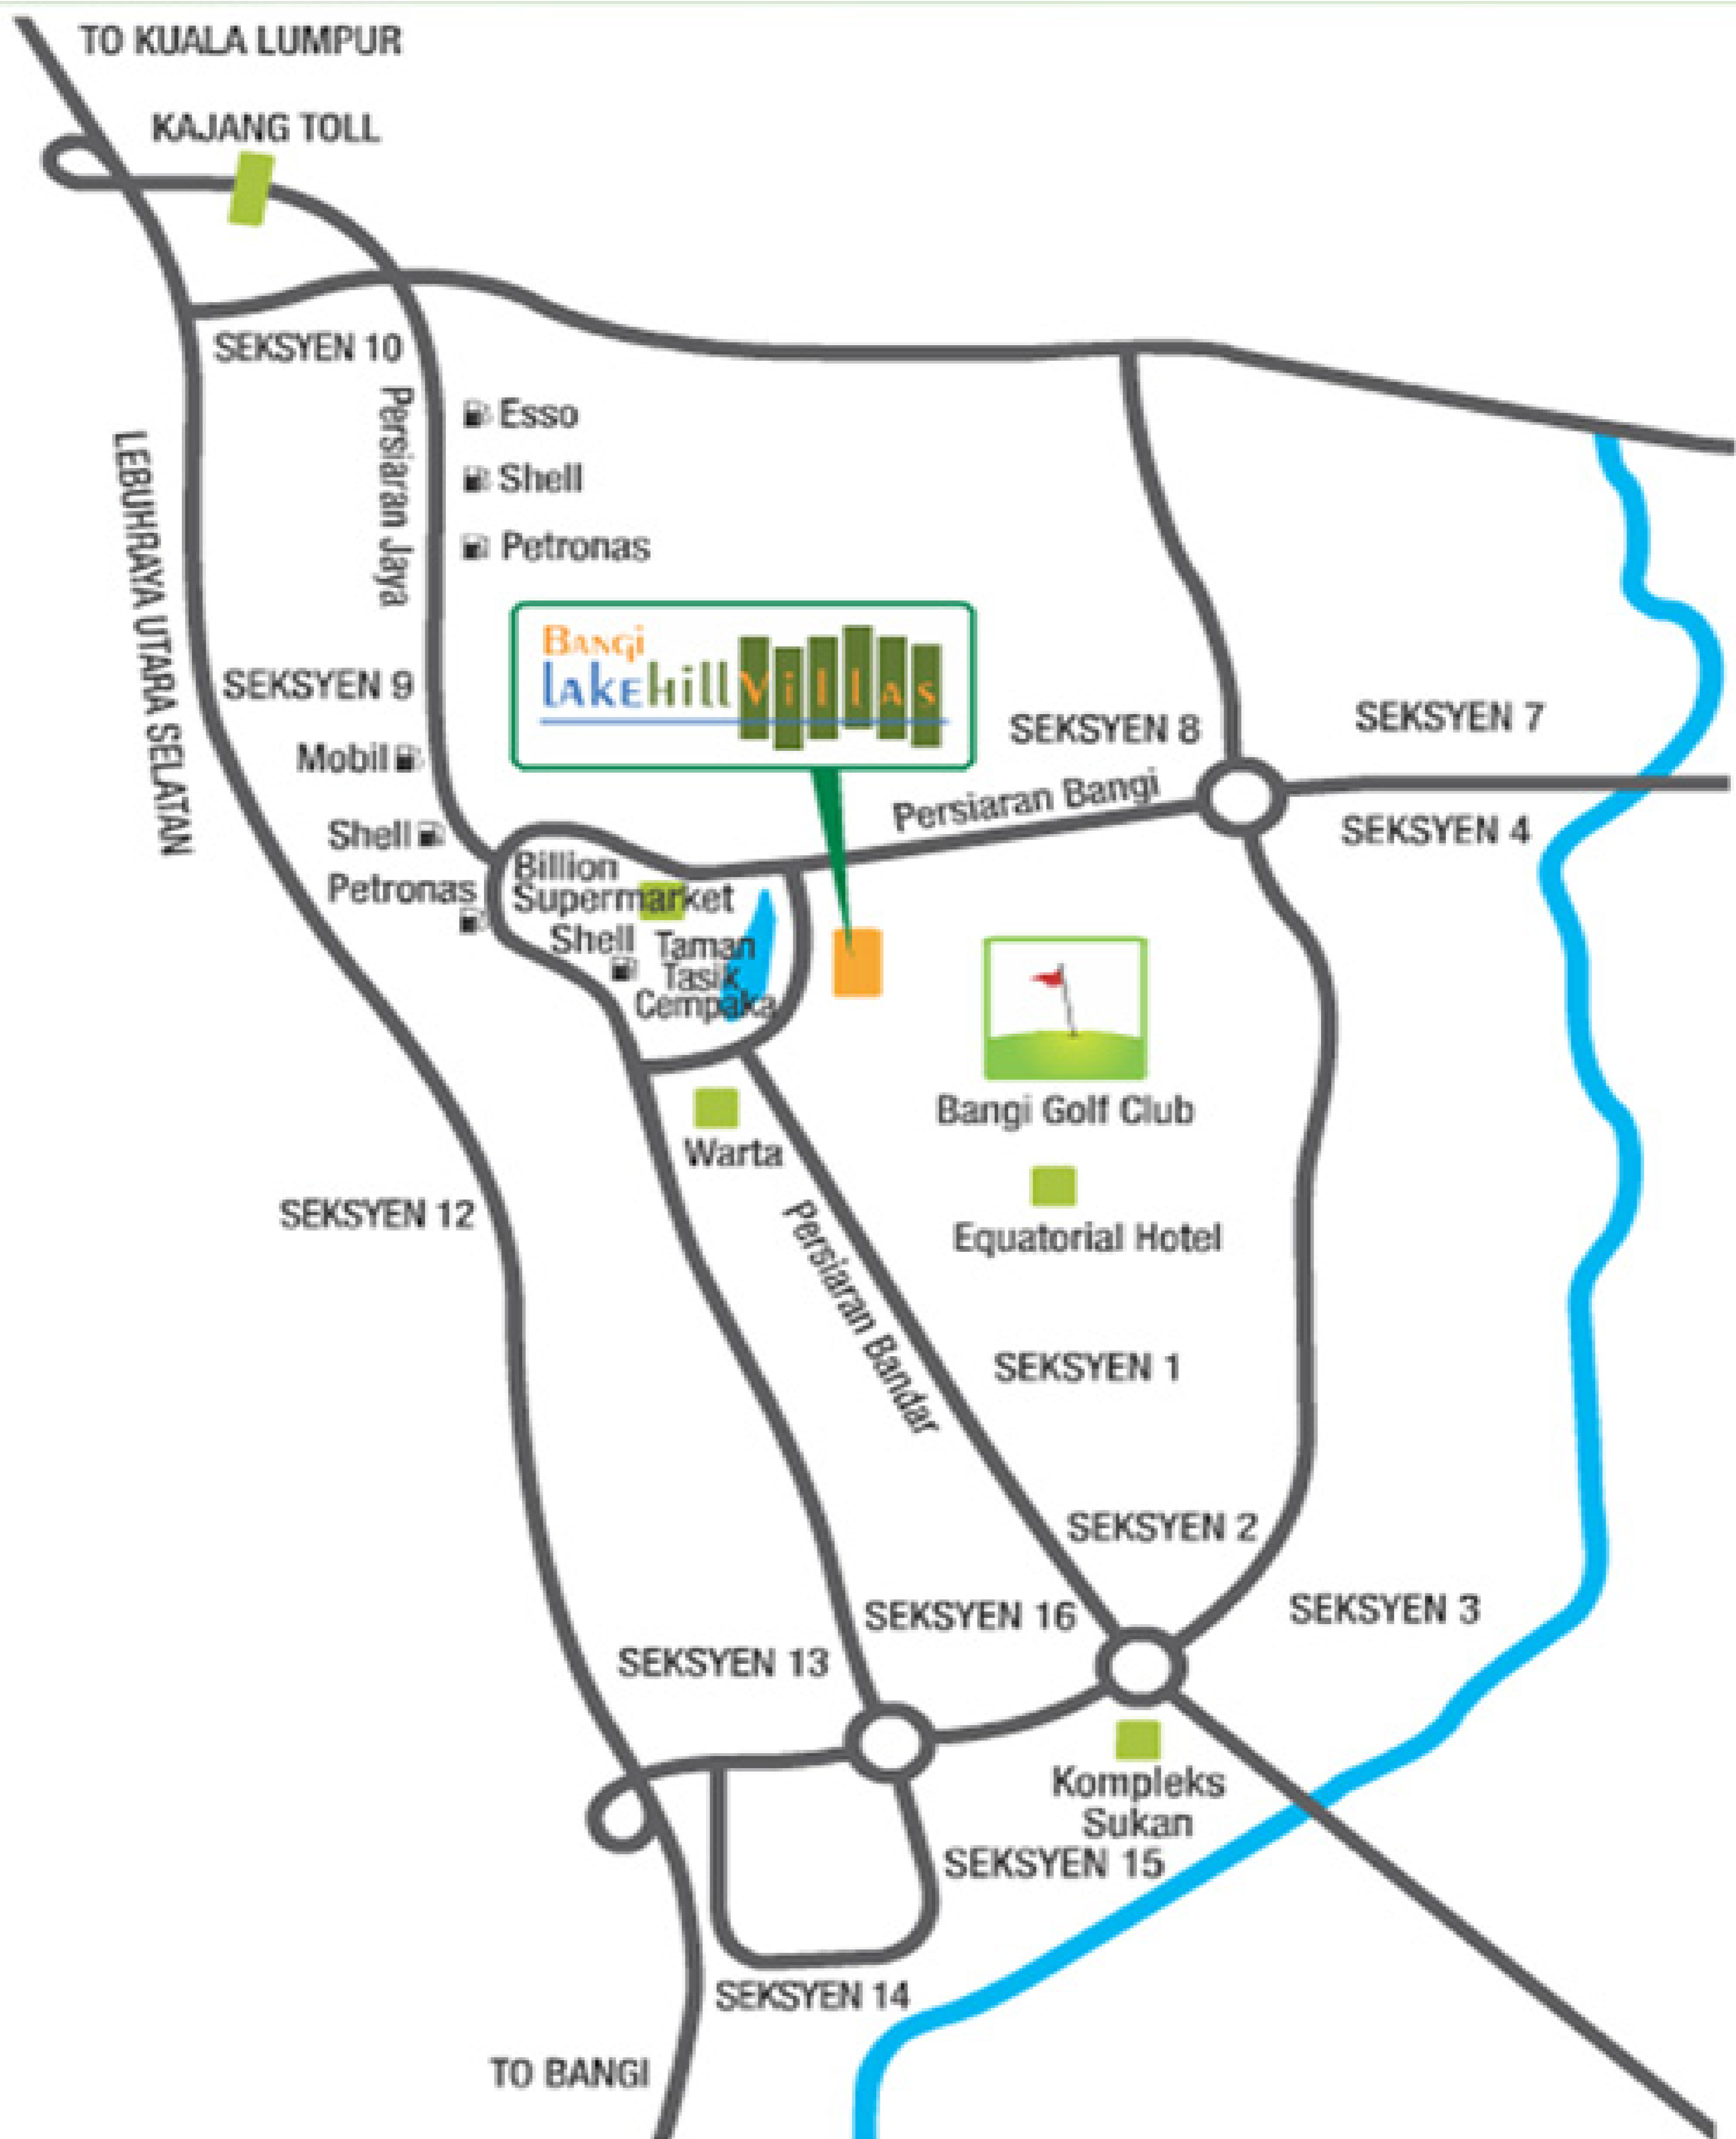 TO KUALA LUMPUR
KAJANG TOLL
SEKSYEN 10
Persiaran Jaya
Esso
Shell
Petronas
LEBUHRAYA UTARA SELATAN
BANGi
lAKEhill VillAs
SEKSYEN 9
SEKSYEN 8
SEKSYEN 7
Mobil
Persiaran Bangi
Shell
SEKSYEN 4
Billion
Supermarket
Petronas
Shell
Taman
Tasik
Cempaka
Bangi Golf Club
Warta
SEKSYEN 12
Equatorial Hotel
Persiaran Bandar
SEKSYEN 1
SEKSYEN 2
SEKSYEN 16
SEKSYEN 3
SEKSYEN 13
Kompleks
Sukan
SEKSYEN 15
SEKSYEN 14
TO BANGI